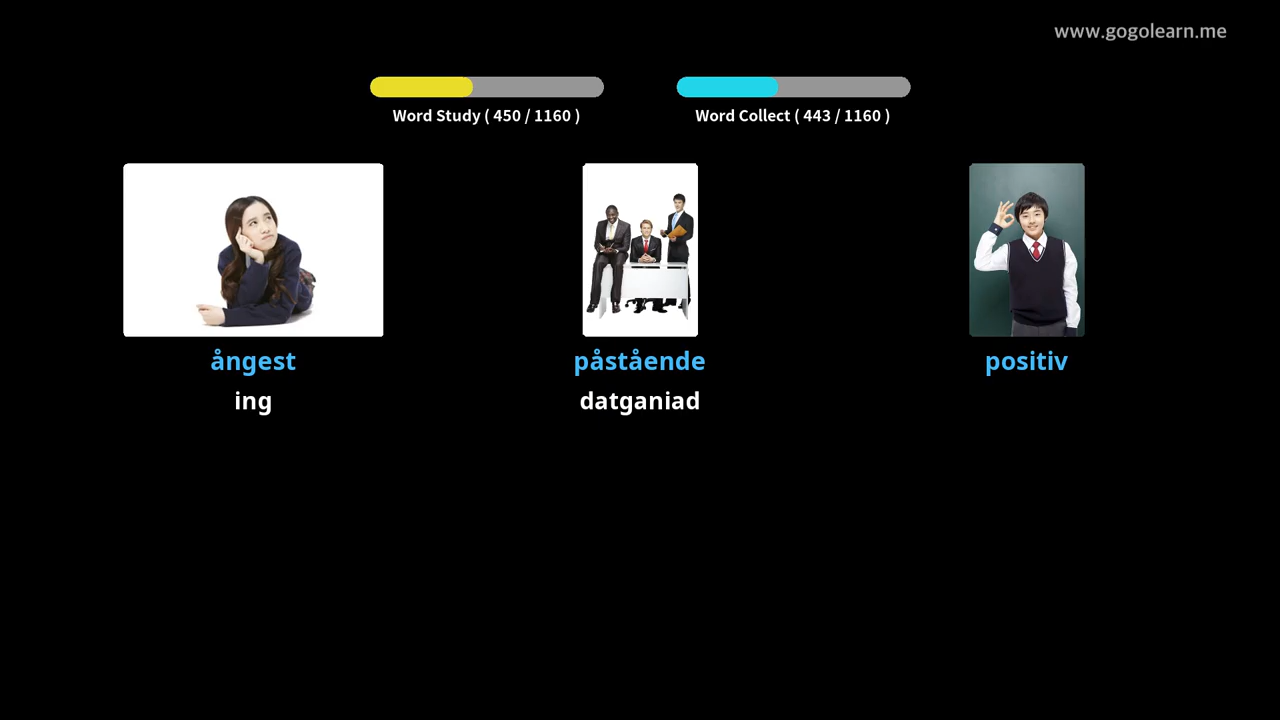 www.gogolearn.me
Word Study ( 450 / 1160 )
Word Collect ( 443 / 1160 )
ångest
påstående
positiv
ing
datganiad